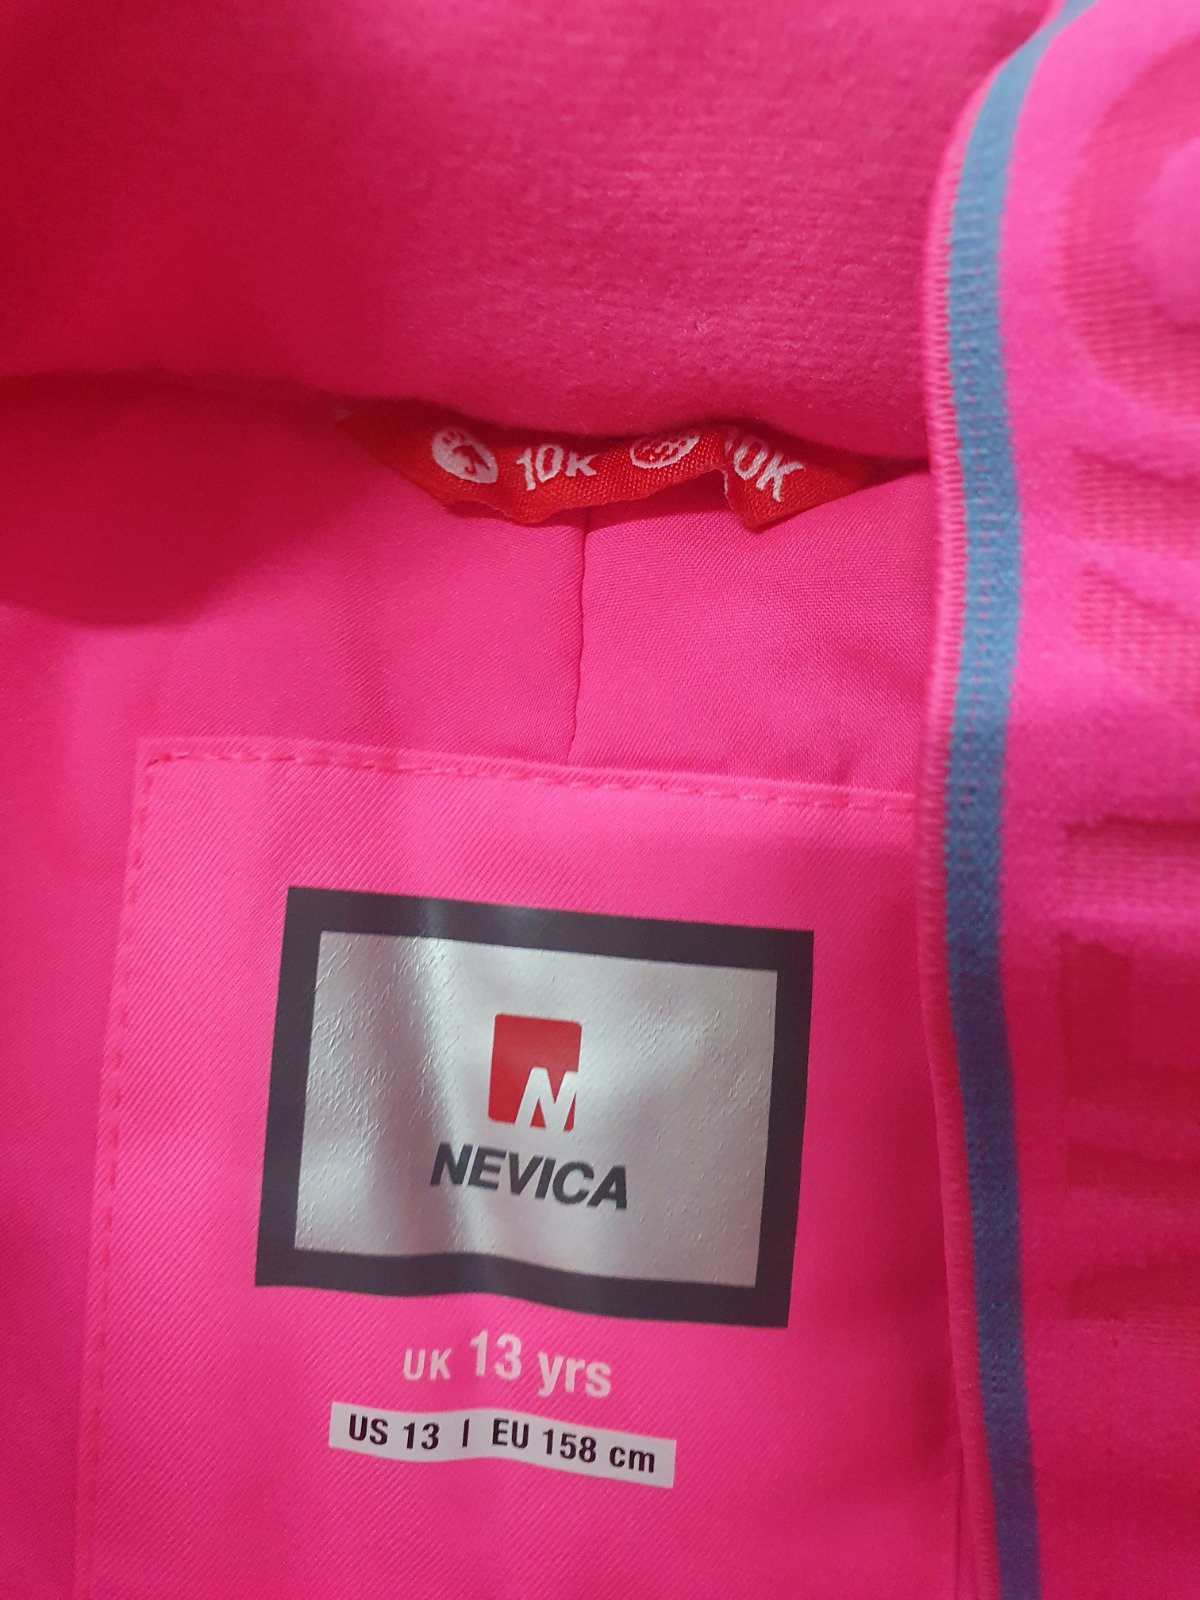 10K 10K
N
NEVICA
UK 13 yrs
US 13 | EU 158 cm